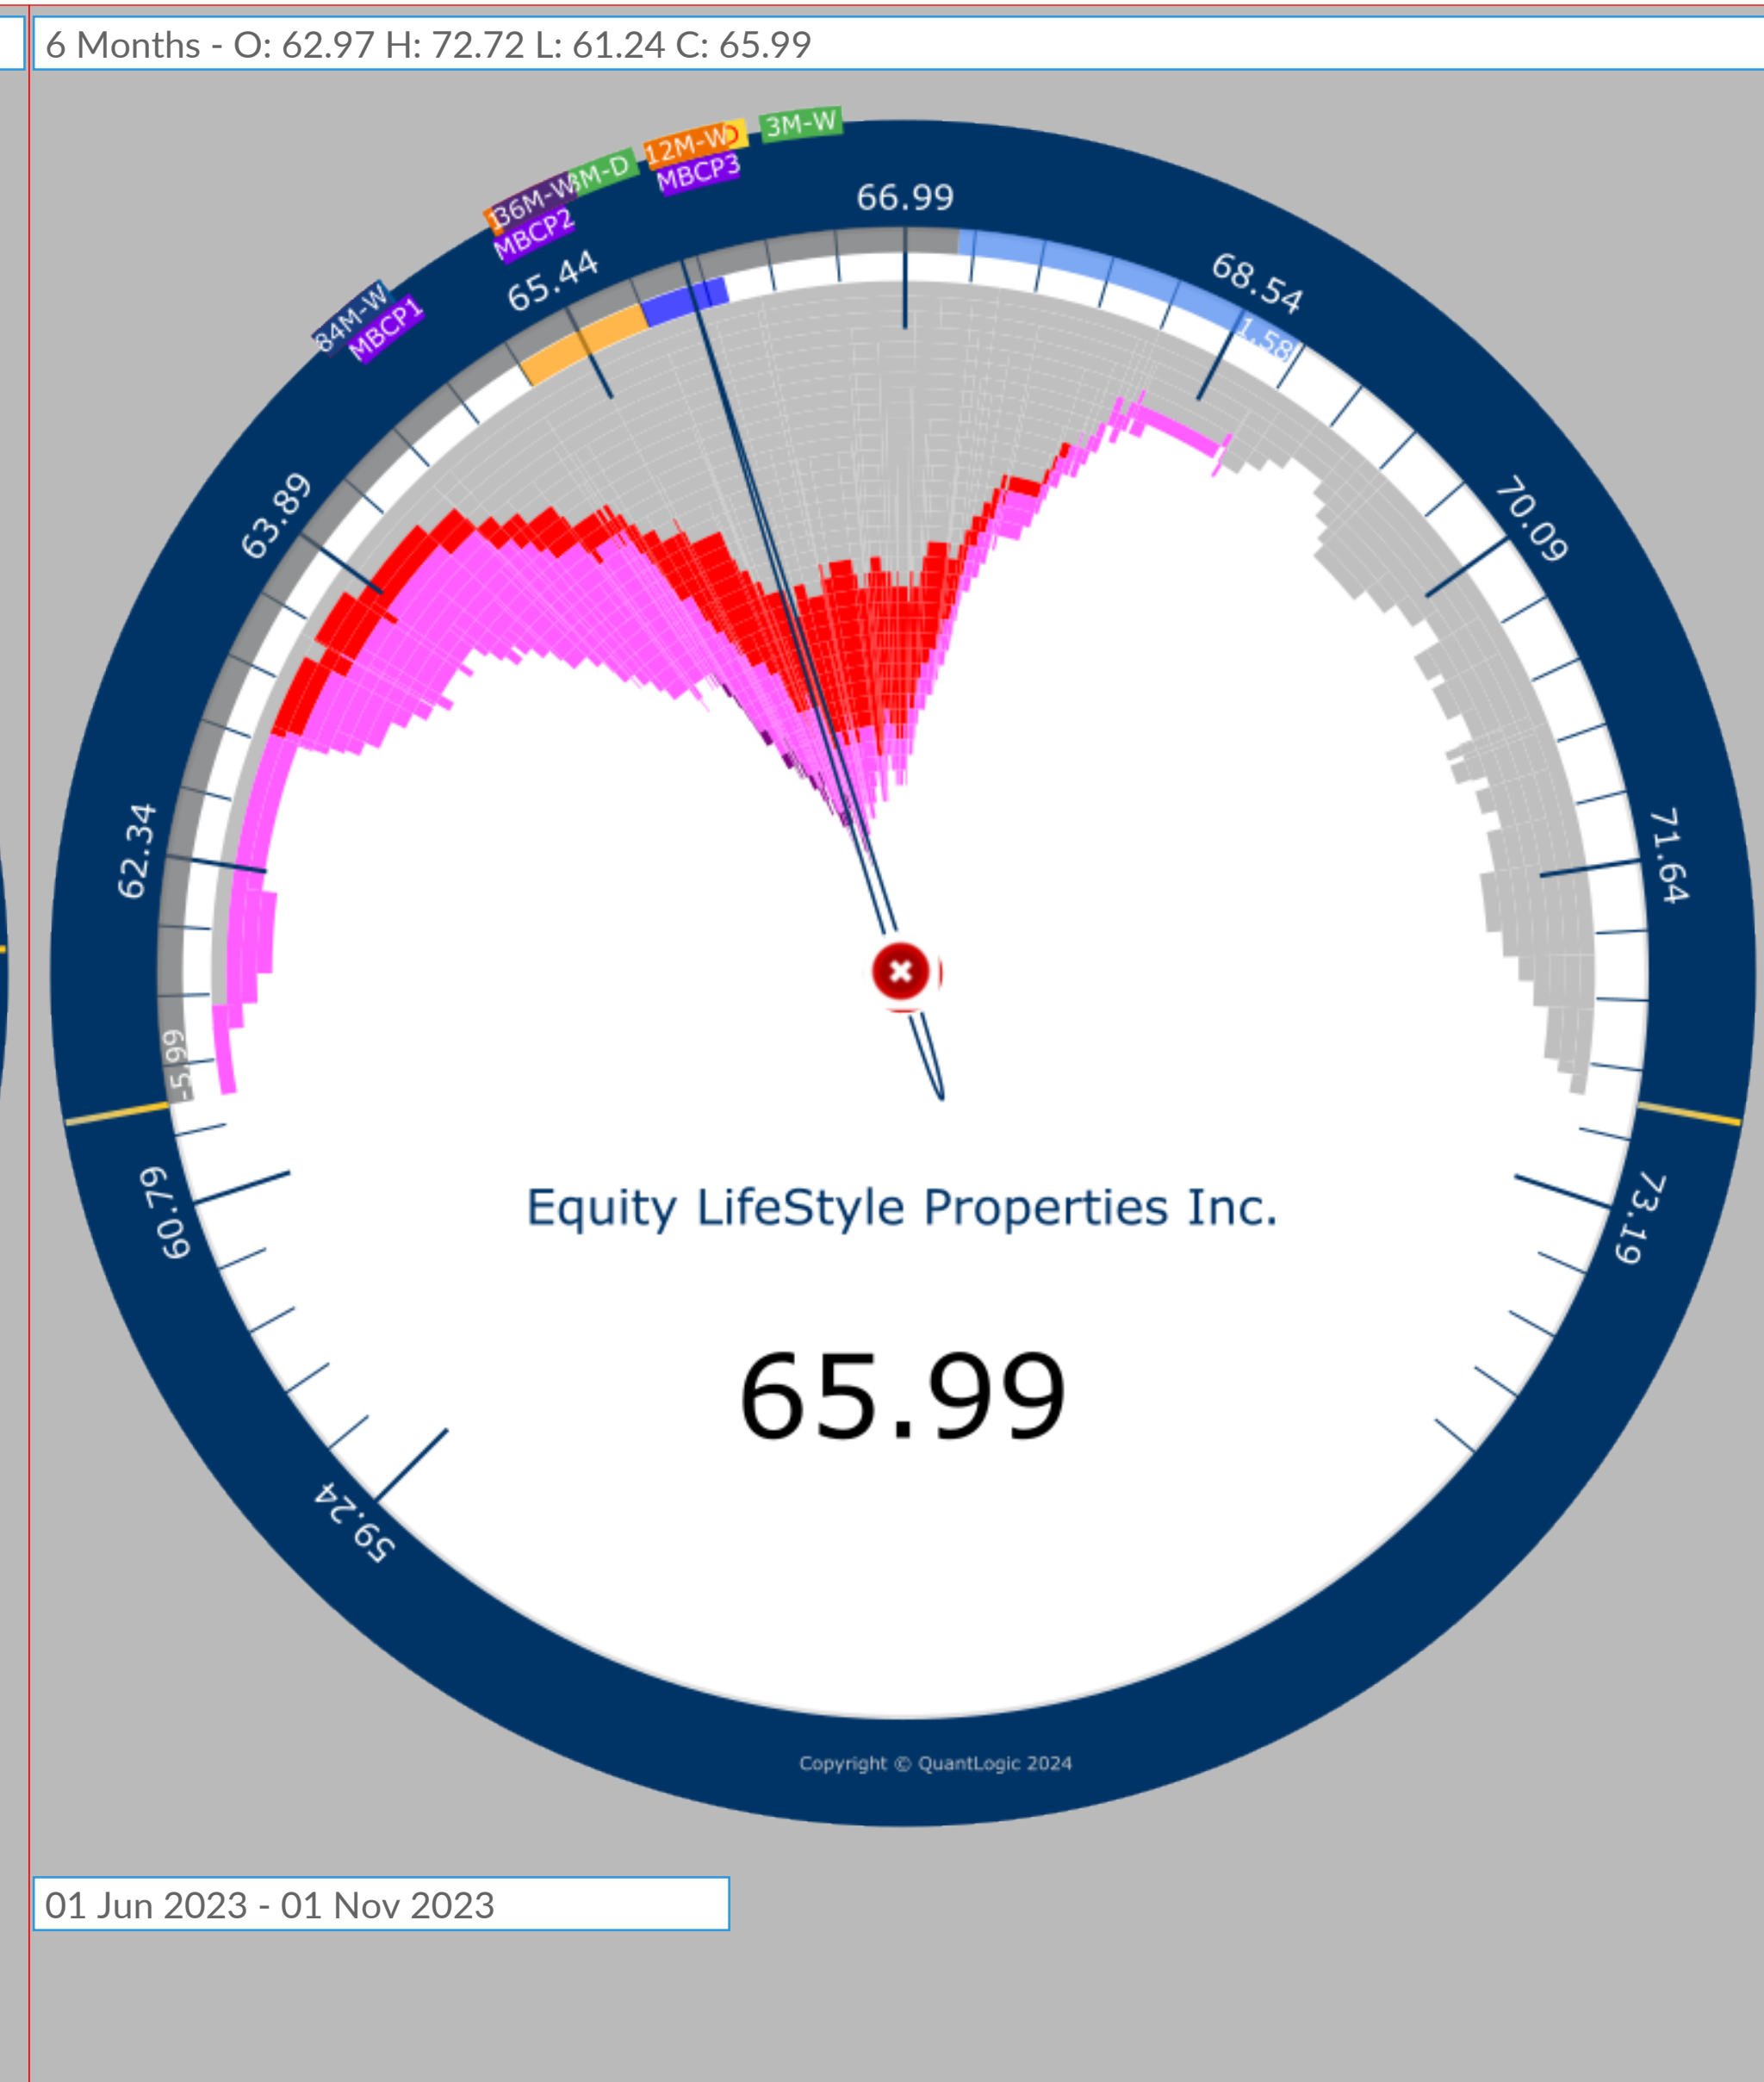 6 Months - O: 62.97 H: 72.72 L: 61.24 C: 65.99
3M-W
12M-W
MBCP3
36M-W
MBCP2
84M-W
MBCP1
66.99
65.44
68.54
1.58
63.89
70.09
62.34
71.64
-5.99
60.79
73.19
59.24
Equity LifeStyle Properties Inc.
65.99
Copyright © QuantLogic 2024
01 Jun 2023 - 01 Nov 2023